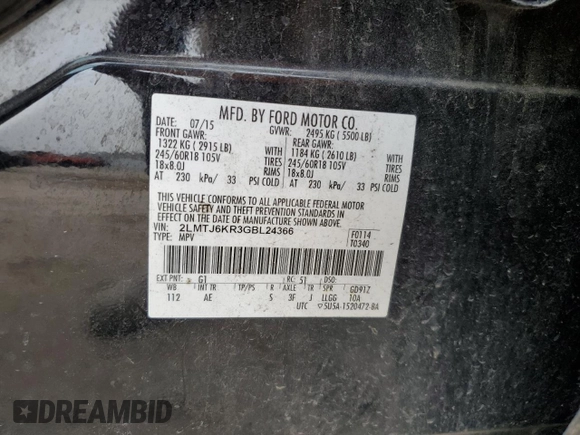 MFD. BY FORD MOTOR CO.
DATE: 07/15 GVWR: 2495 KG ( 5500 LB)
FRONT GAWR: REAR GAWR:
1322 KG ( 2915 LB) 1184 KG ( 2610 LB)
245/60R18 105V WITH TIRES 245/60R18 105V WITH TIRES
18x8.0J RIMS 18x8.0J RIMS
AT 230 kPa/ 33 PSI COLD AT 230 kPa/ 33 PSI COLD
THIS VEHICLE CONFORMS TO ALL APPLICABLE FEDERAL MOTOR
VEHICLE SAFETY AND THEFT PREVENTION STANDARDS IN
EFFECT ON THE DATE OF MANUFACTURE SHOWN ABOVE.
VIN: 2LMTJ6KR3GBL24366
TYPE: MPV
F0114
T0340
EXT PNT: G1 RC: 51 DSO:
WB INT TR TP/PS R AXLE TR SPR GD91Z
112 AE S 3F J LLGG 10A
UTC 5U5A-1520472-BA
DREAMBID